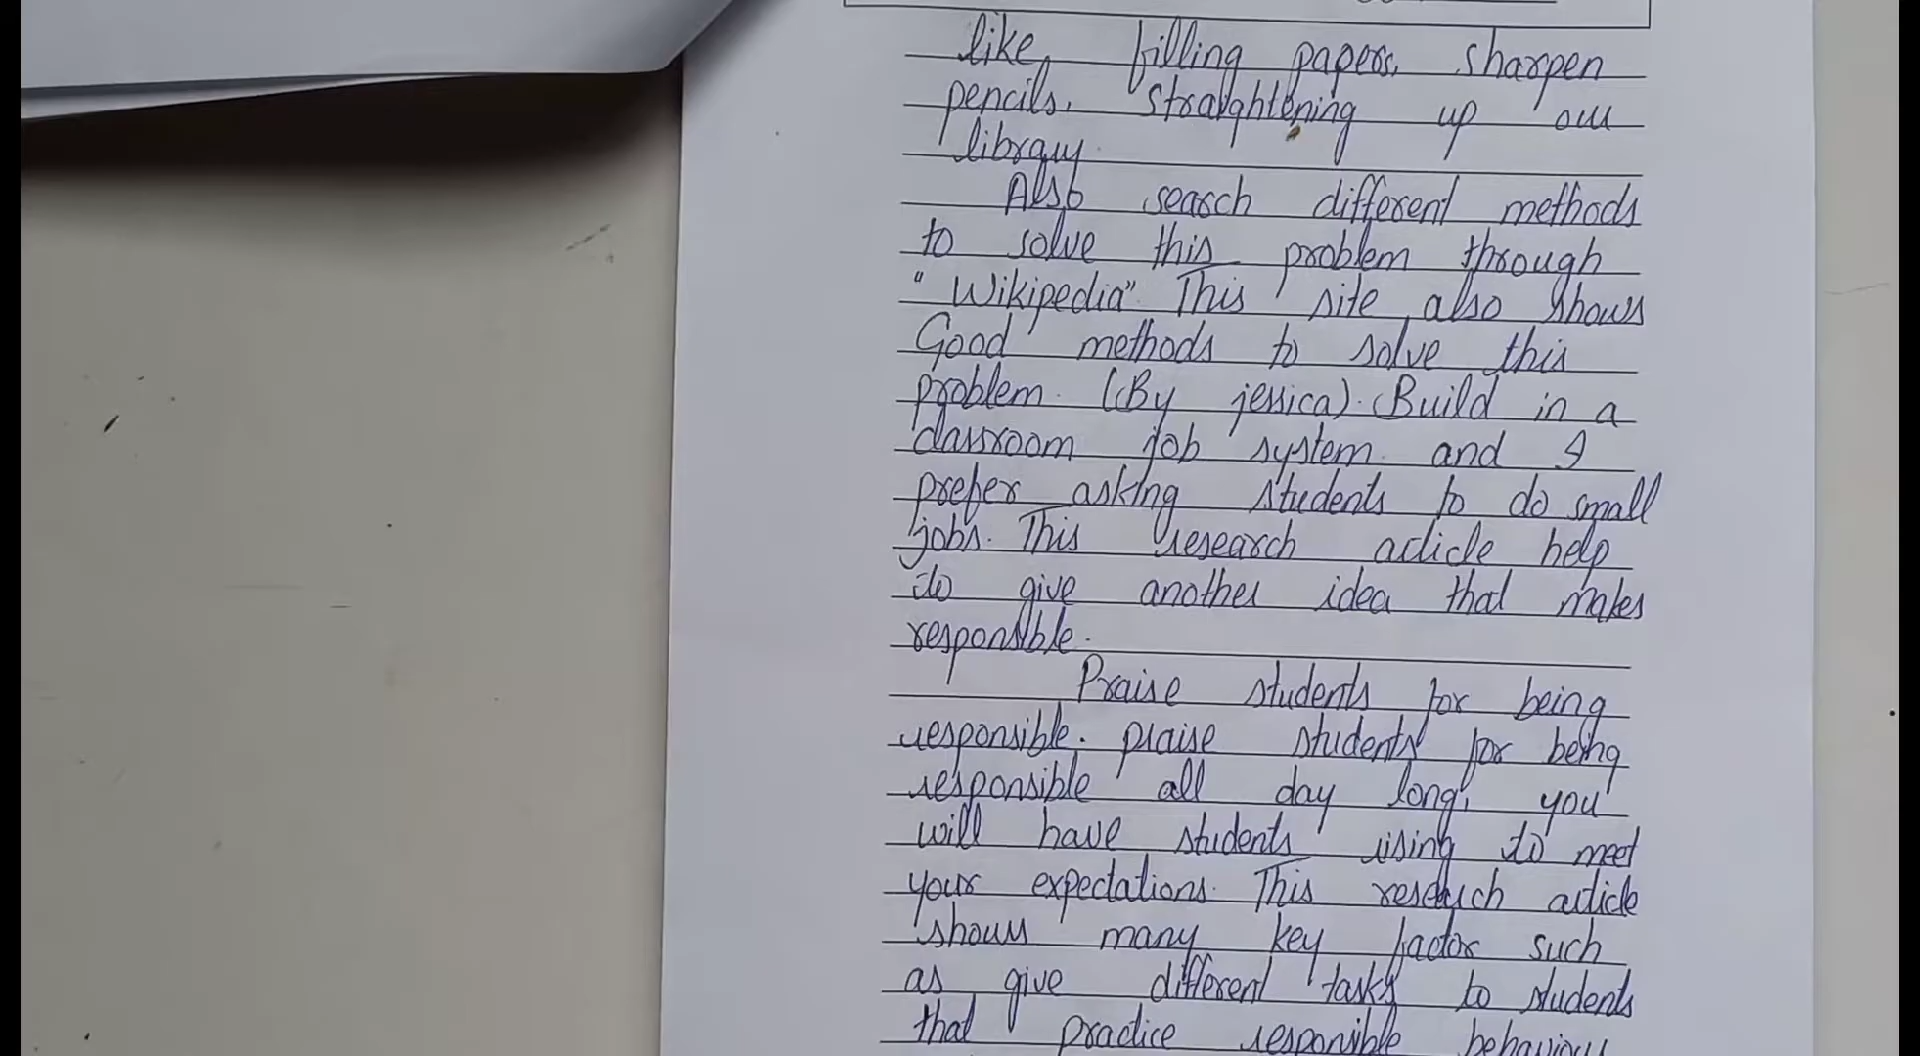 like, filling papers, sharpen
pencils, straightening up our
library.
Also search different methods
to solve this problem through
"Wikipedia". This site also shows
Good methods to solve this
problem. (By jessica). Build in a
classroom job system. and I
prefer asking students to do small
jobs. This research article help
to give another idea that makes
responsible.
Praise students for being
responsible. praise students for being
responsible all day long, you
will have students rising to meet
your expectations. This research article
shows many key factor such
as give different tasks to students
that practice responsible behaviour